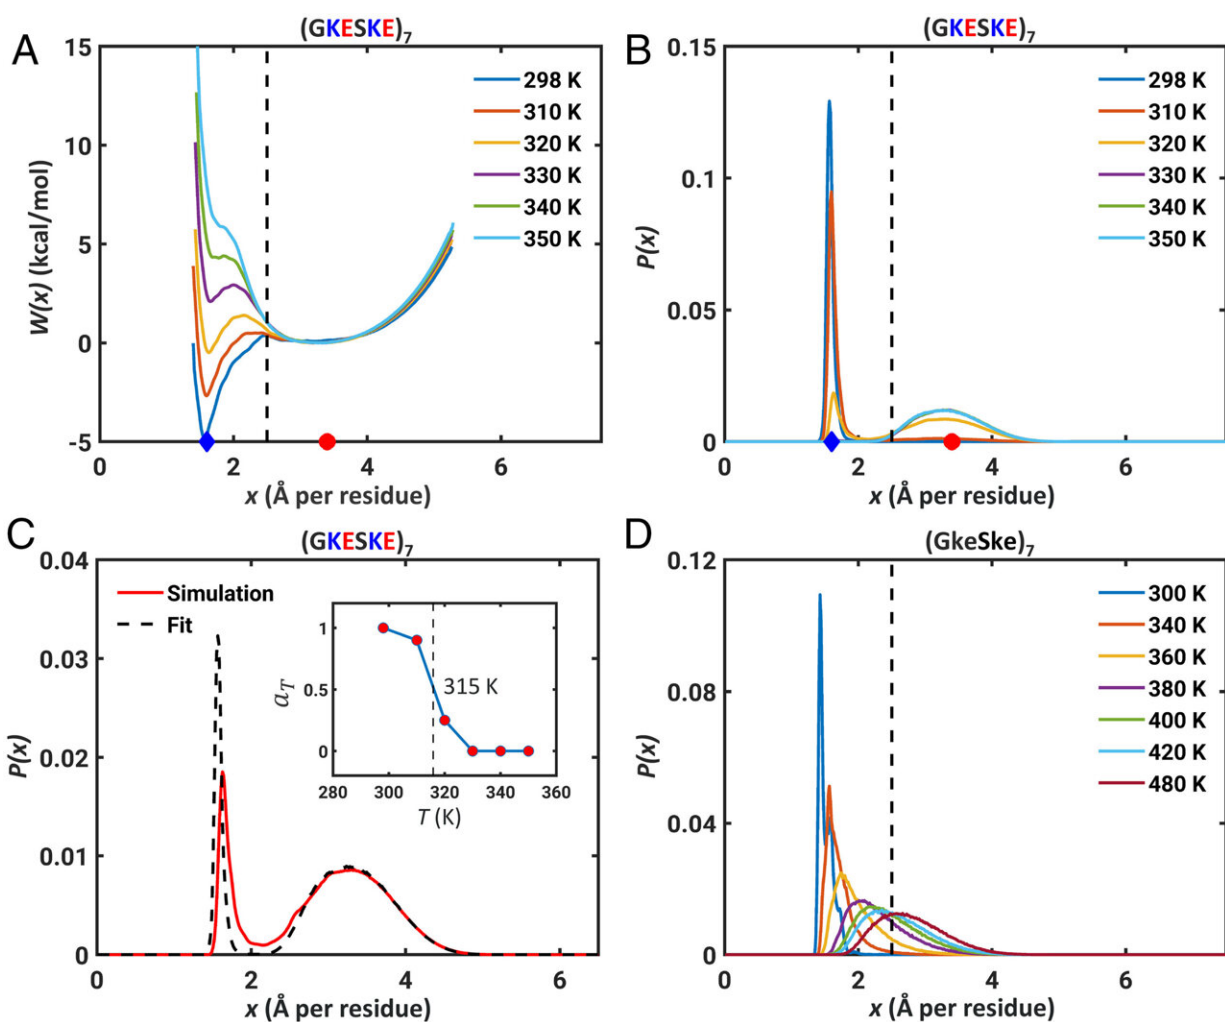 A
(GKESKE)7
15
10
5
0
-5
W(x) (kcal/mol)
298 K
310 K
320 K
330 K
340 K
350 K
0
2
4
6
x (Å per residue)
B
(GKESKE)7
0.15
0.1
0.05
0
P(x)
298 K
310 K
320 K
330 K
340 K
350 K
0
2
4
6
x (Å per residue)
C
(GKESKE)7
0.04
0.03
0.02
0.01
0
P(x)
Simulation
Fit
1
0.5
0
aT
315 K
280
300
320
340
360
T (K)
0
2
4
6
x (Å per residue)
D
(GkeSke)7
0.12
0.08
0.04
0
P(x)
300 K
340 K
360 K
380 K
400 K
420 K
480 K
0
2
4
6
x (Å per residue)